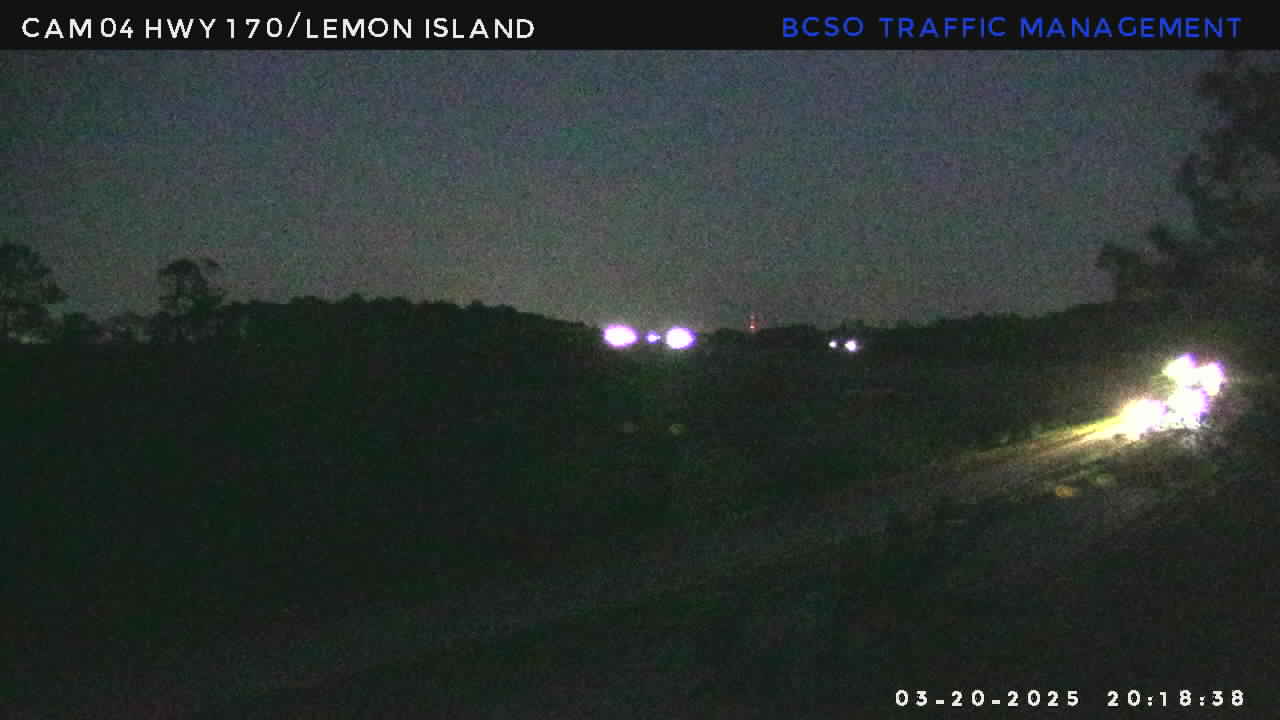 CAM04 HWY 170/LEMON ISLAND
BCSO TRAFFIC MANAGEMENT
03-20-2025 20:18:38